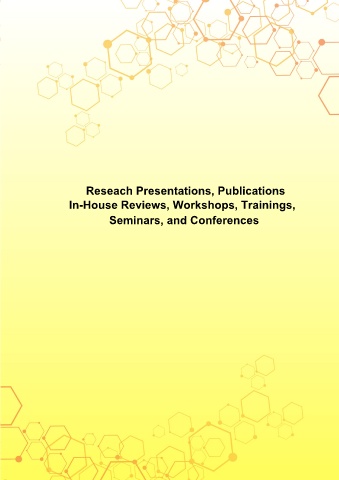 Reseach Presentations, Publications
In-House Reviews, Workshops, Trainings,
Seminars, and Conferences